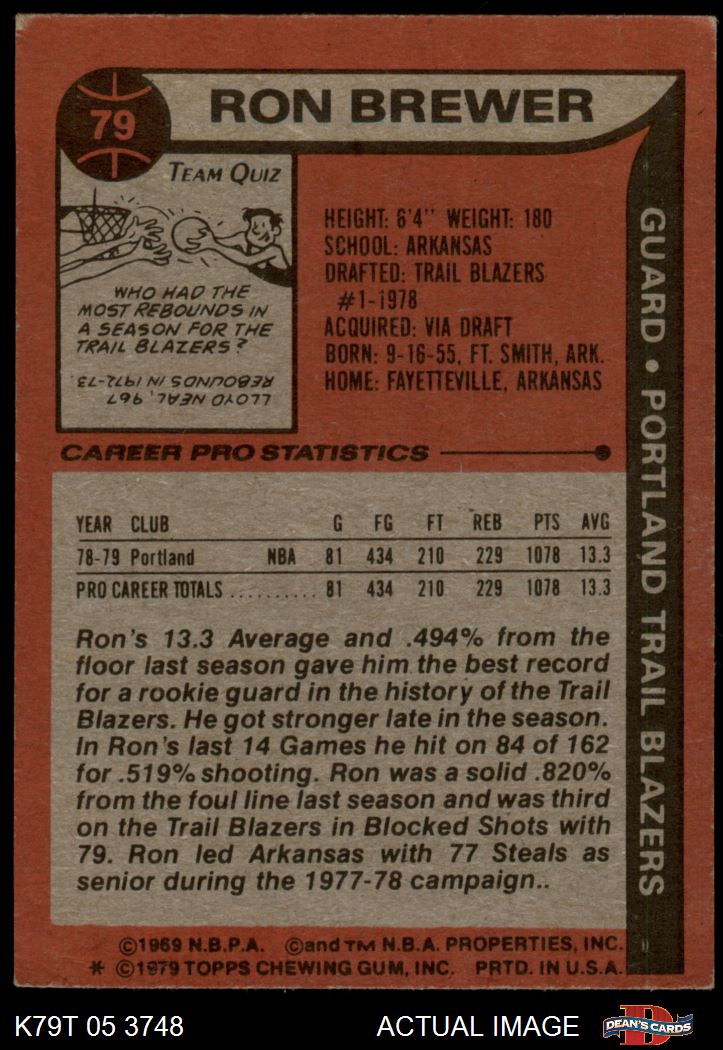 79
RON BREWER
TEAM QUIZ
WHO HAD THE
MOST REBOUNDS IN
A SEASON FOR THE
TRAIL BLAZERS?
LLOYD NEAL, 967
REBOUNDS IN 1972-73.
HEIGHT: 6'4" WEIGHT: 180
SCHOOL: ARKANSAS
DRAFTED: TRAIL BLAZERS
#1-1978
ACQUIRED: VIA DRAFT
BORN: 9-16-55, FT. SMITH, ARK.
HOME: FAYETTEVILLE, ARKANSAS
GUARD • PORTLAND TRAIL BLAZERS
CAREER PRO STATISTICS
YEAR CLUB G FG FT REB PTS AVG
78-79 Portland NBA 81 434 210 229 1078 13.3
PRO CAREER TOTALS .......... 81 434 210 229 1078 13.3
Ron's 13.3 Average and .494% from the
floor last season gave him the best record
for a rookie guard in the history of the Trail
Blazers. He got stronger late in the season.
In Ron's last 14 Games he hit on 84 of 162
for .519% shooting. Ron was a solid .820%
from the foul line last season and was third
on the Trail Blazers in Blocked Shots with
79. Ron led Arkansas with 77 Steals as
senior during the 1977-78 campaign..
©1969 N.B.P.A. ©and TM N.B.A. PROPERTIES, INC.
* ©1979 TOPPS CHEWING GUM, INC. PRTD. IN U.S.A.
K79T 05 3748 ACTUAL IMAGE
DEAN'S CARDS